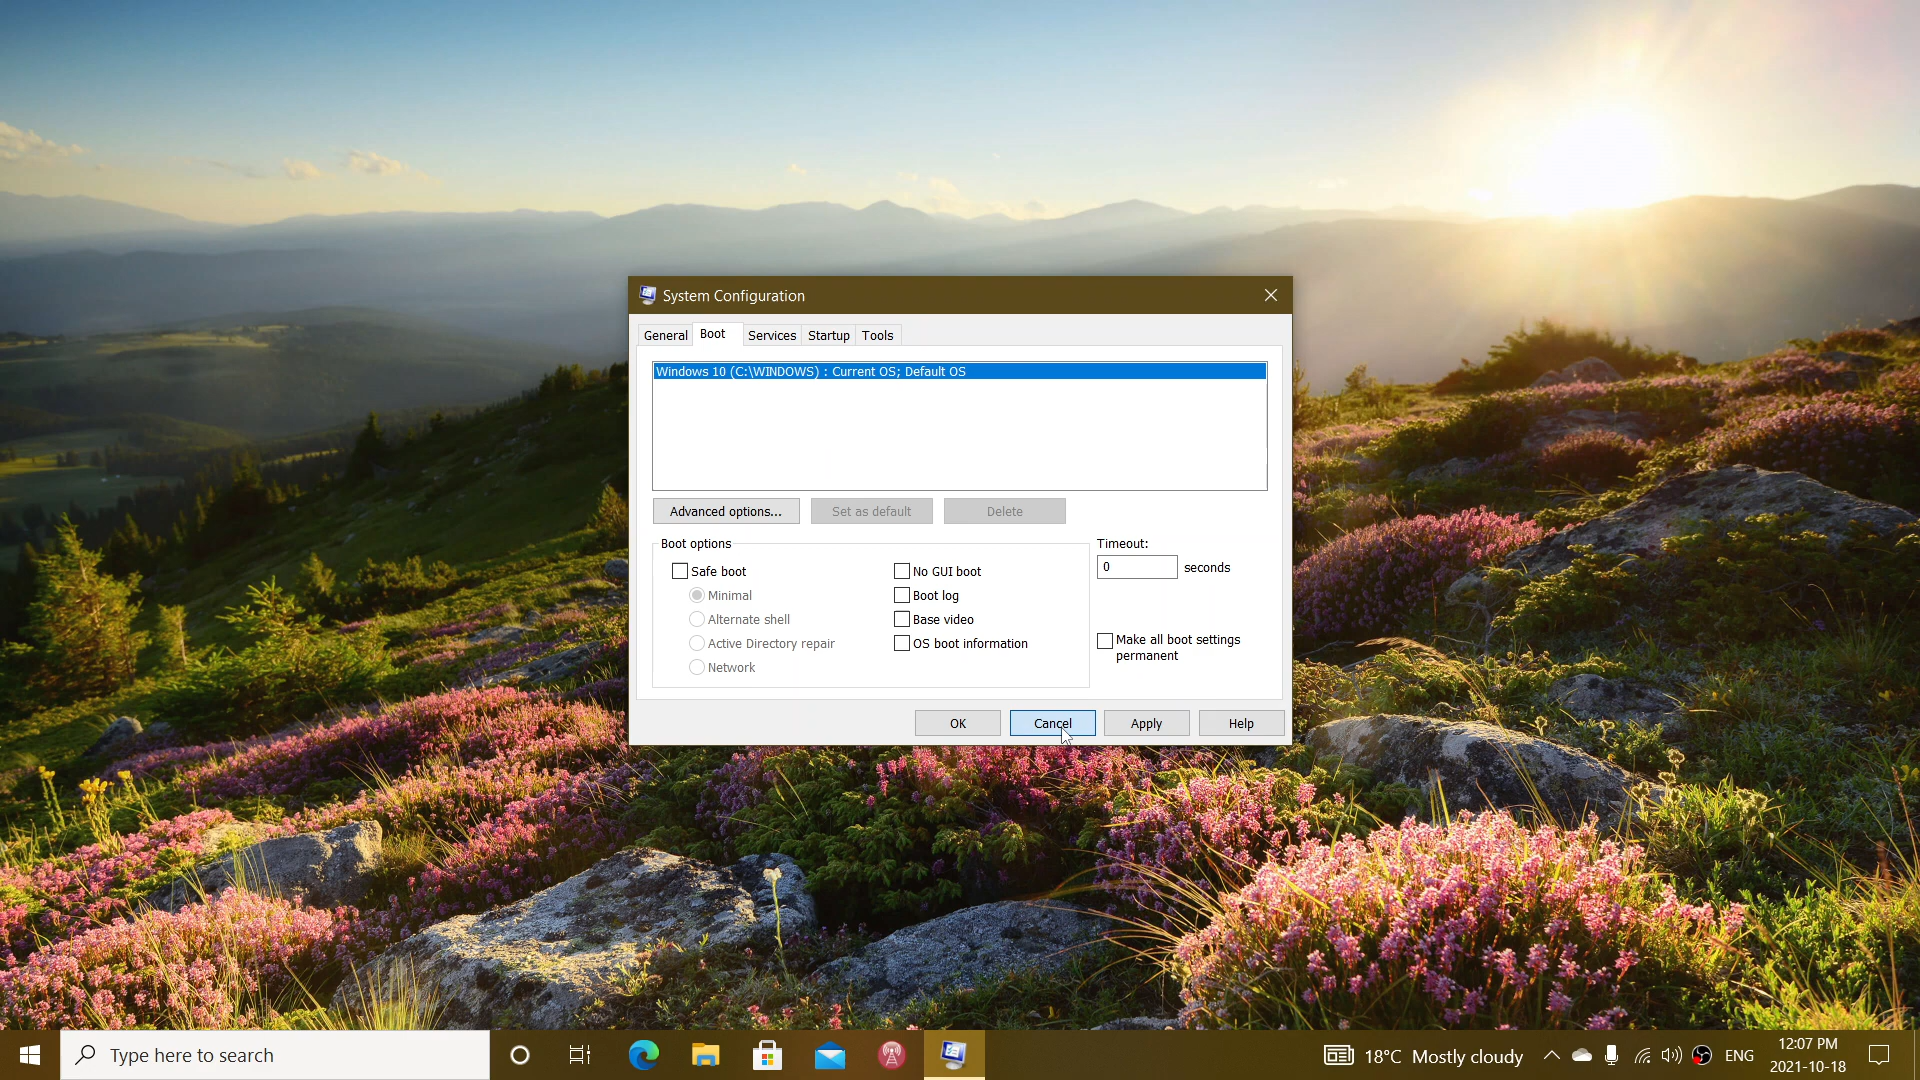 System Configuration
General Boot Services Startup Tools
Windows 10 (C:\WINDOWS) : Current OS; Default OS
Advanced options... Set as default Delete
Boot options
Timeout:
0 seconds
Safe boot
Minimal
Alternate shell
Active Directory repair
Network
No GUI boot
Boot log
Base video
OS boot information
Make all boot settings
permanent
OK Cancel Apply Help
Type here to search
18°C Mostly cloudy
ENG
12:07 PM
2021-10-18